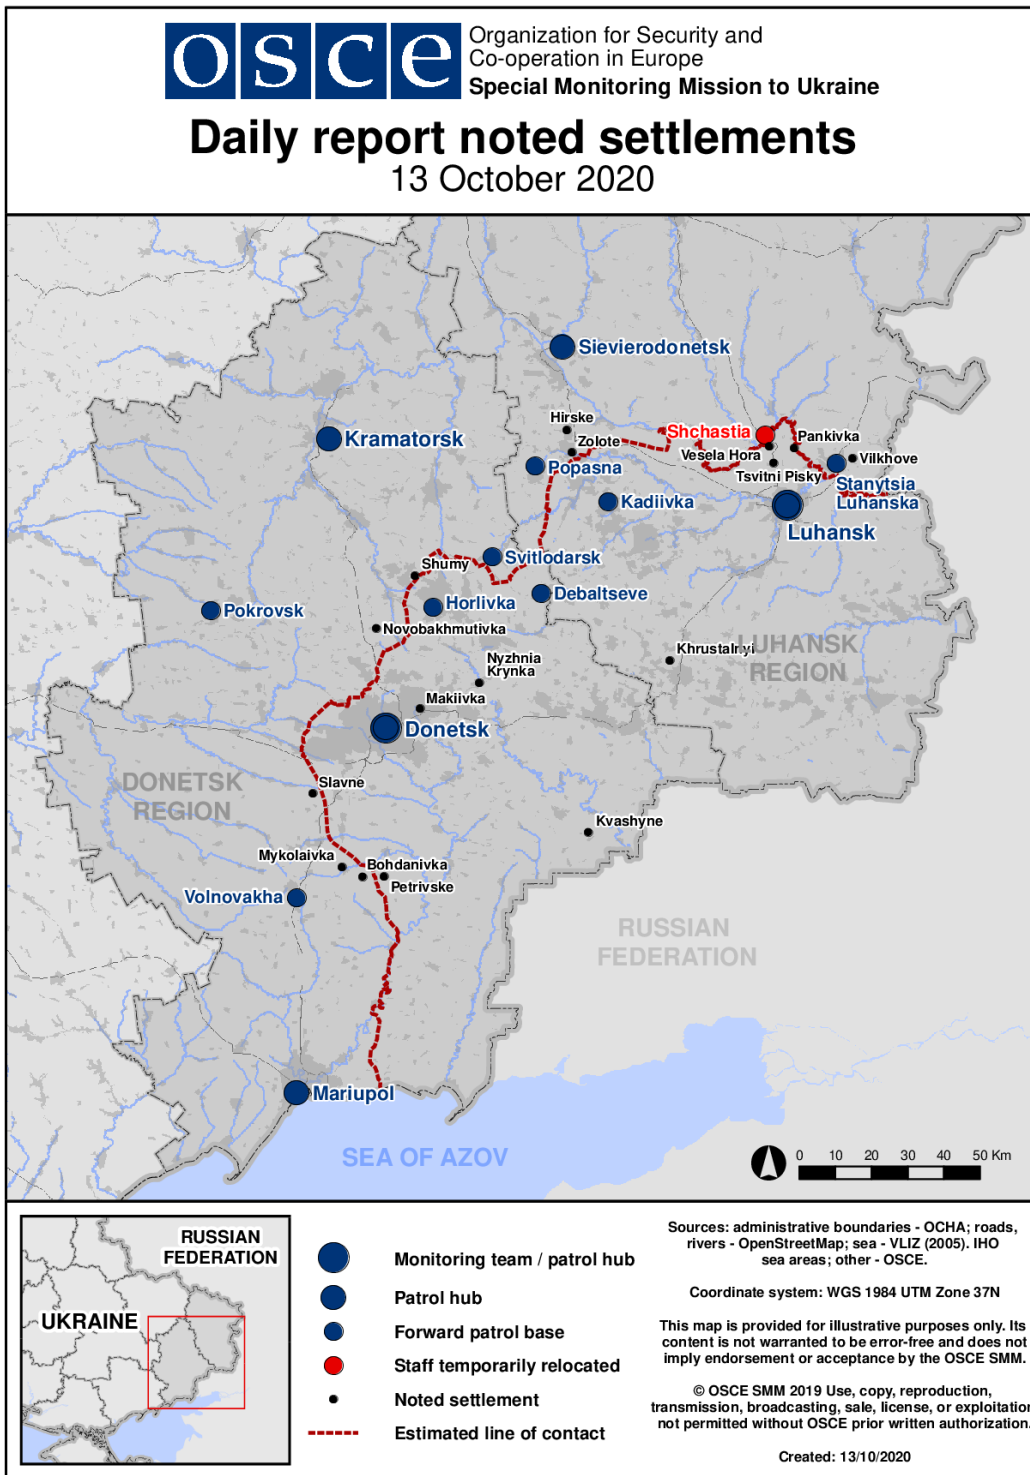 osce
Organization for Security and
Co-operation in Europe
Special Monitoring Mission to Ukraine
Daily report noted settlements
13 October 2020
Sievierodonetsk
Hirske
Kramatorsk
Shchastia
Zolote
Pankivka
Vesela Hora
Vilkhove
Popasna
Tsvitni Pisky
Stanytsia
Luhanska
Kadiivka
Luhansk
Svitlodarsk
Shumy
Debaltseve
Horlivka
Pokrovsk
Novobakhmutivka
Khrustalnyi
LUHANSK
REGION
Nyzhnia
Krynka
Makiivka
Donetsk
DONETSK
REGION
Slavne
Kvashyne
Mykolaivka
Bohdanivka
Petrivske
Volnovakha
RUSSIAN
FEDERATION
Mariupol
SEA OF AZOV
0 10 20 30 40 50 Km
RUSSIAN
FEDERATION
UKRAINE
Monitoring team / patrol hub
Patrol hub
Forward patrol base
Staff temporarily relocated
Noted settlement
Estimated line of contact
Sources: administrative boundaries - OCHA; roads,
rivers - OpenStreetMap; sea - VLIZ (2005). IHO
sea areas; other - OSCE.
Coordinate system: WGS 1984 UTM Zone 37N
This map is provided for illustrative purposes only. Its
content is not warranted to be error-free and does not
imply endorsement or acceptance by the OSCE SMM.
© OSCE SMM 2019 Use, copy, reproduction,
transmission, broadcasting, sale, license, or exploitation
not permitted without OSCE prior written authorization.
Created: 13/10/2020